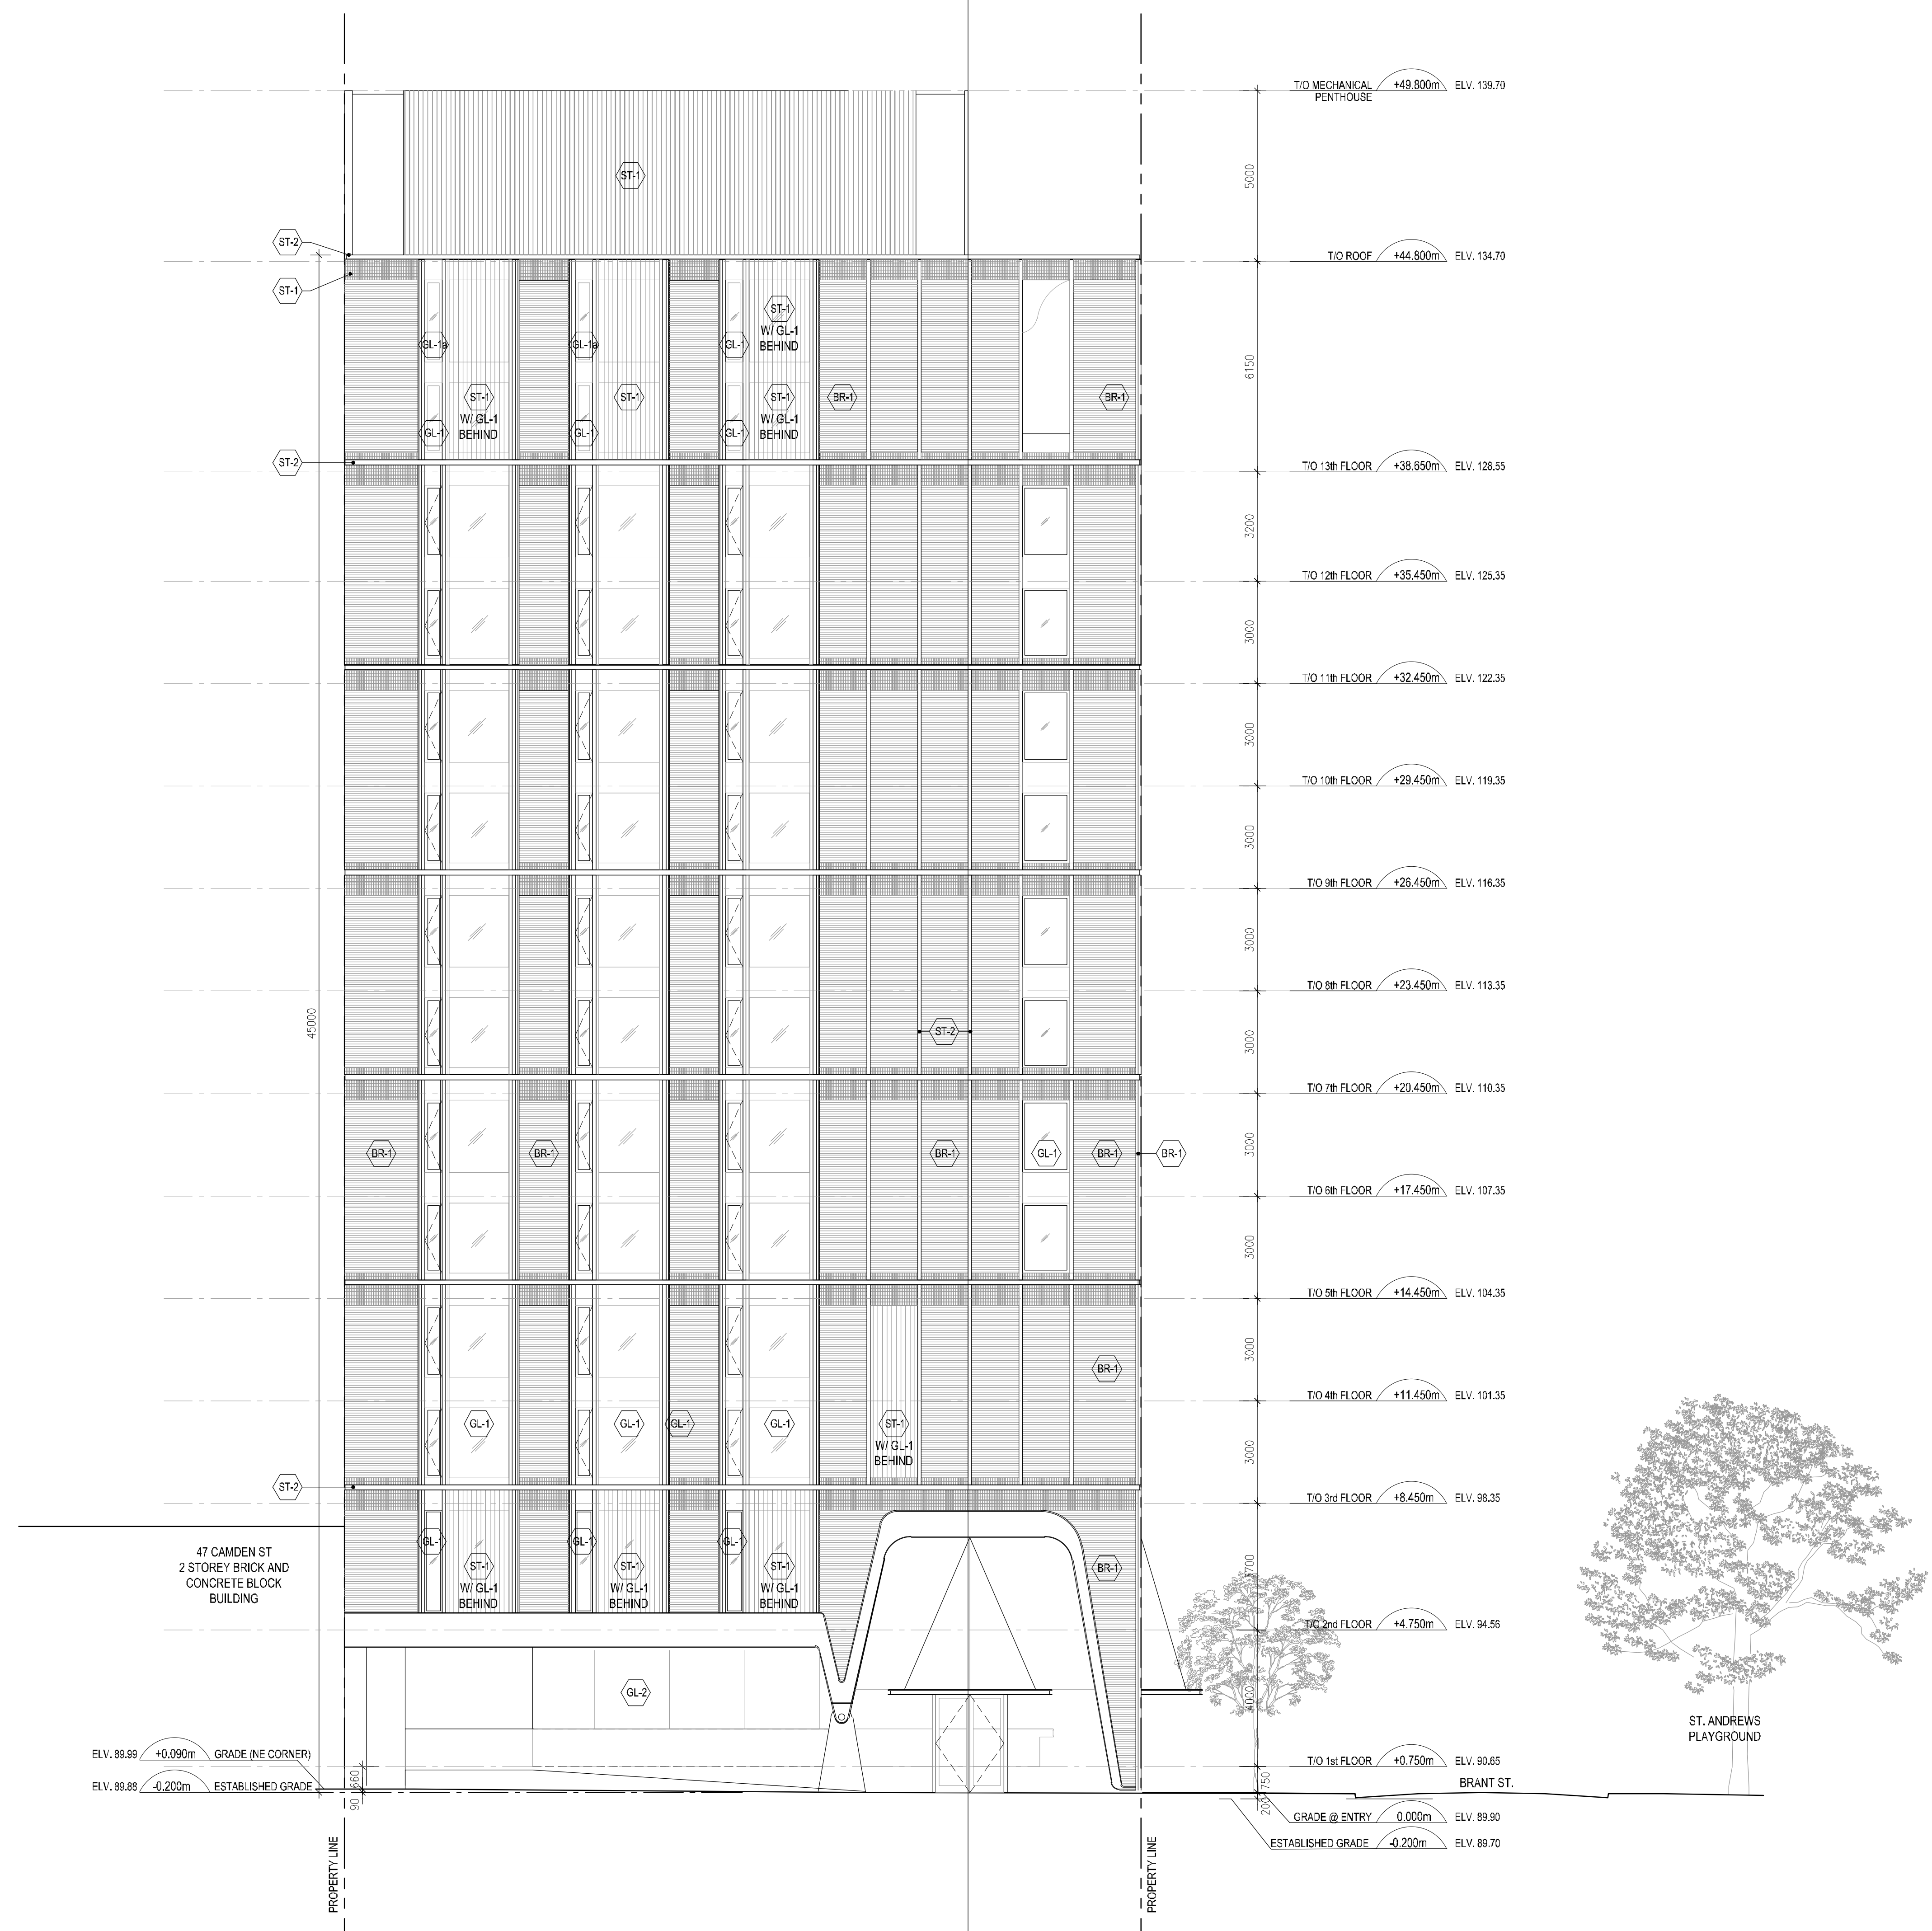 T/O MECHANICAL +49.800m ELV. 139.70
PENTHOUSE
5000
ST-1
ST-2
T/O ROOF +44.800m ELV. 134.70
ST-1
ST-1
W/ GL-1
BEHIND
GL-1a GL-1a GL-1
6150
ST-1 ST-1 ST-1 BR-1 BR-1
W/ GL-1 W/ GL-1
BEHIND BEHIND
GL-1 GL-1 GL-1
ST-2
T/O 13th FLOOR +38.650m ELV. 128.55
3200
T/O 12th FLOOR +35.450m ELV. 125.35
3000
T/O 11th FLOOR +32.450m ELV. 122.35
3000
T/O 10th FLOOR +29.450m ELV. 119.35
3000
T/O 9th FLOOR +26.450m ELV. 116.35
3000
T/O 8th FLOOR +23.450m ELV. 113.35
45000
ST-2
3000
T/O 7th FLOOR +20.450m ELV. 110.35
BR-1 BR-1 BR-1 GL-1 BR-1 BR-1
3000
T/O 6th FLOOR +17.450m ELV. 107.35
3000
T/O 5th FLOOR +14.450m ELV. 104.35
3000
BR-1
T/O 4th FLOOR +11.450m ELV. 101.35
GL-1 GL-1 GL-1 GL-1 ST-1
W/ GL-1
BEHIND
3000
ST-2
T/O 3rd FLOOR +8.450m ELV. 98.35
GL-1 GL-1 GL-1
47 CAMDEN ST
2 STOREY BRICK AND
CONCRETE BLOCK
BUILDING
ST-1 ST-1 ST-1 BR-1
W/ GL-1 W/ GL-1 W/ GL-1
BEHIND BEHIND BEHIND
3700
T/O 2nd FLOOR +4.750m ELV. 94.56
GL-2
4000
ST. ANDREWS
PLAYGROUND
ELV. 89.99 +0.090m GRADE (NE CORNER)
T/O 1st FLOOR +0.750m ELV. 90.65
ELV. 89.88 -0.200m ESTABLISHED GRADE
660
90
750
200
BRANT ST.
GRADE @ ENTRY 0.000m ELV. 89.90
ESTABLISHED GRADE -0.200m ELV. 89.70
PROPERTY LINE
PROPERTY LINE